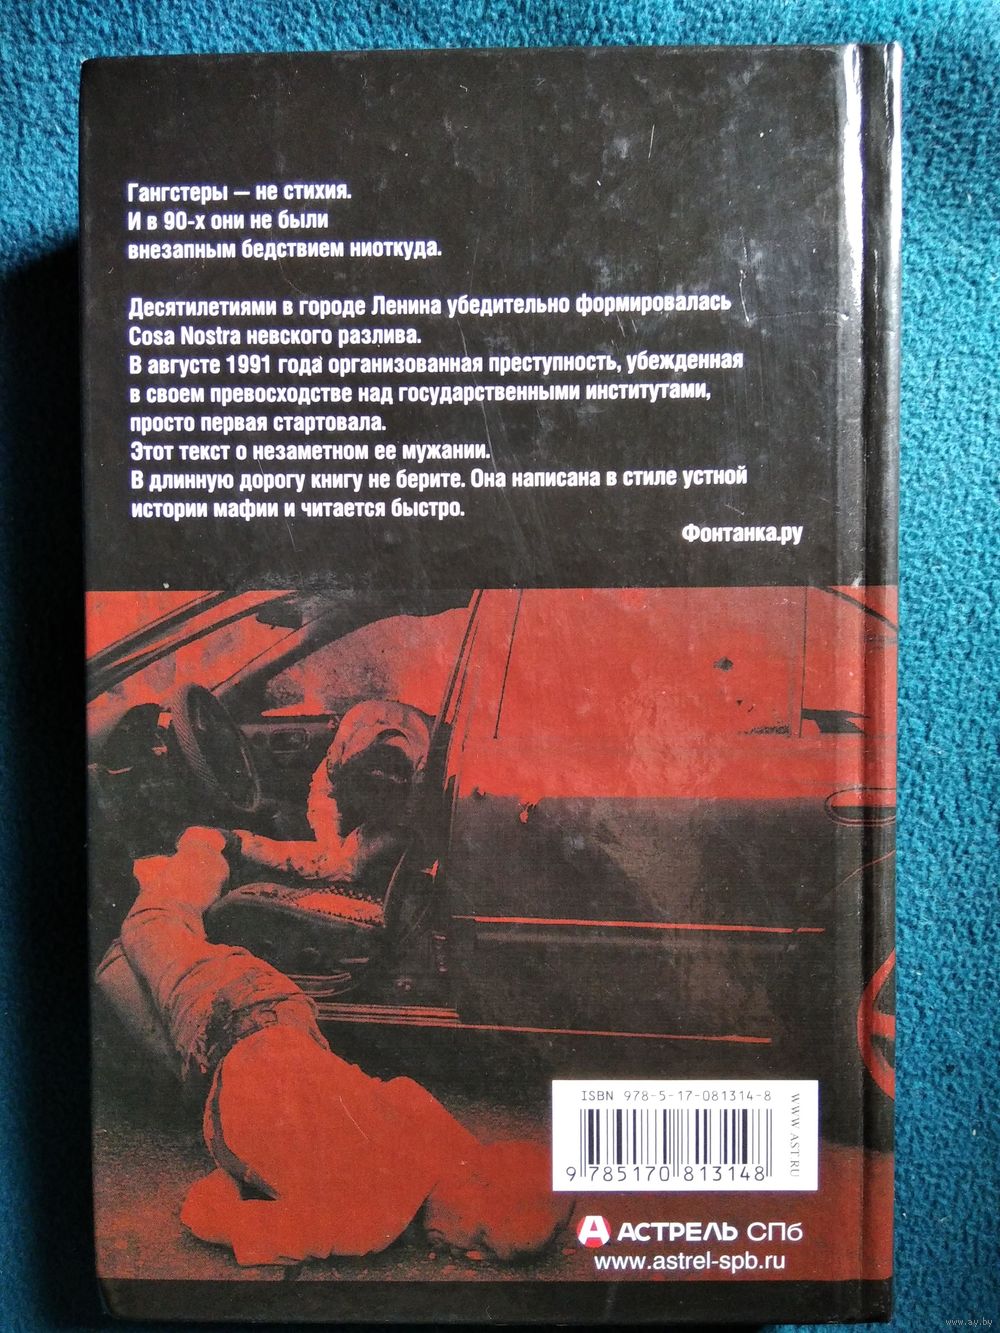 Гангстеры — не стихия.
И в 90-х они не были
внезапным бедствием ниоткуда.
Десятилетиями в городе Ленина убедительно формировалась
Cosa Nostra невского разлива.
В августе 1991 года организованная преступность, убежденная
в своем превосходстве над государственными институтами,
просто первая стартовала.
Этот текст о незаметном ее мужании.
В длинную дорогу книгу не берите. Она написана в стиле устной
истории мафии и читается быстро.
Фонтанка.ру
ISBN 978-5-17-081314-8
WWW.AST.RU
9 785170 813148
АСТРЕЛЬ СПб
www.astrel-spb.ru
www.ay.by